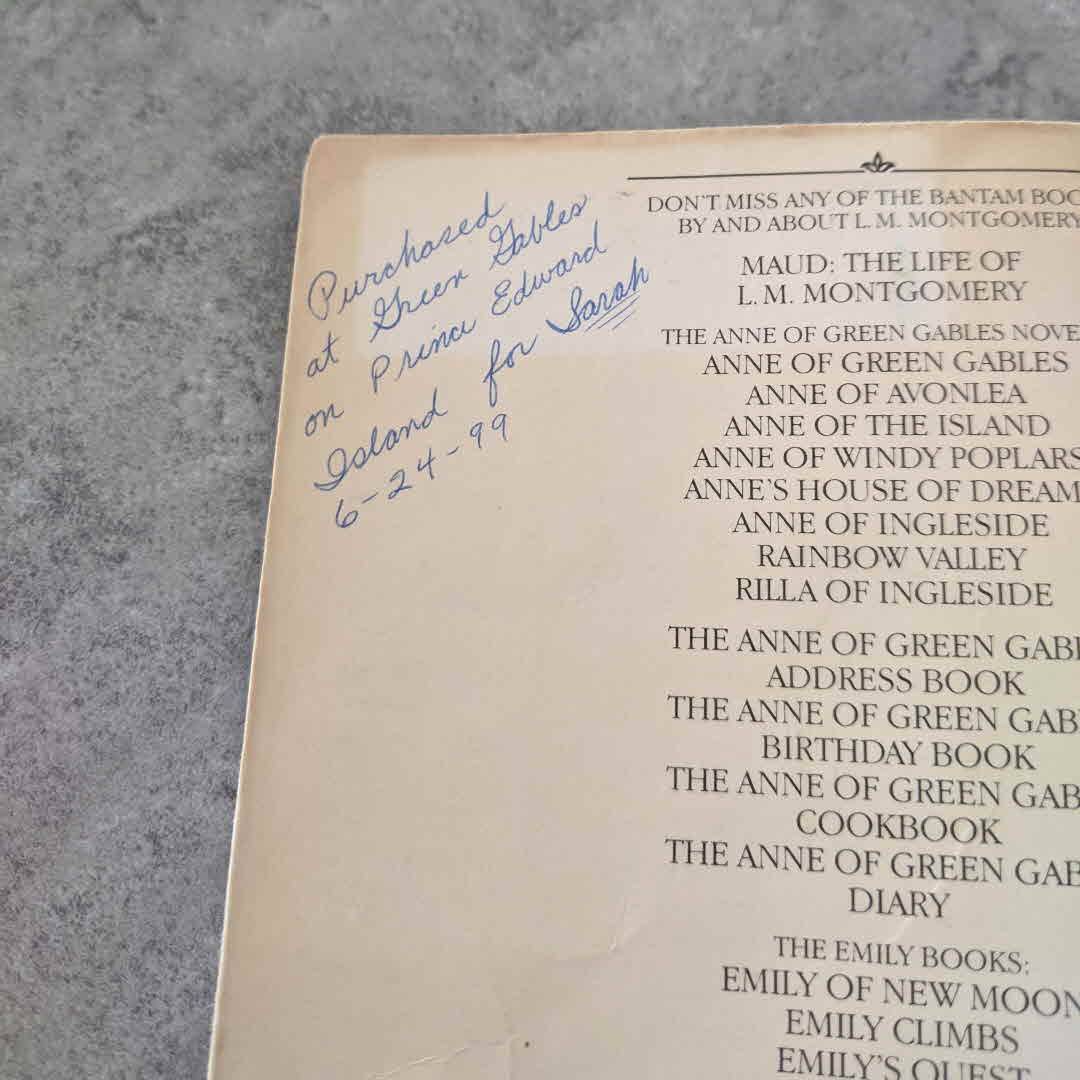 Purchased
at Green Gables
on Prince Edward
Island for Sarah
6-24-99
DON'T MISS ANY OF THE BANTAM BOO
BY AND ABOUT L. M. MONTGOMERY
MAUD: THE LIFE OF
L. M. MONTGOMERY
THE ANNE OF GREEN GABLES NOVE
ANNE OF GREEN GABLES
ANNE OF AVONLEA
ANNE OF THE ISLAND
ANNE OF WINDY POPLARS
ANNE'S HOUSE OF DREAM
ANNE OF INGLESIDE
RAINBOW VALLEY
RILLA OF INGLESIDE
THE ANNE OF GREEN GABL
ADDRESS BOOK
THE ANNE OF GREEN GAB
BIRTHDAY BOOK
THE ANNE OF GREEN GAB
COOKBOOK
THE ANNE OF GREEN GAB
DIARY
THE EMILY BOOKS:
EMILY OF NEW MOON
EMILY CLIMBS
EMILY'S QUEST